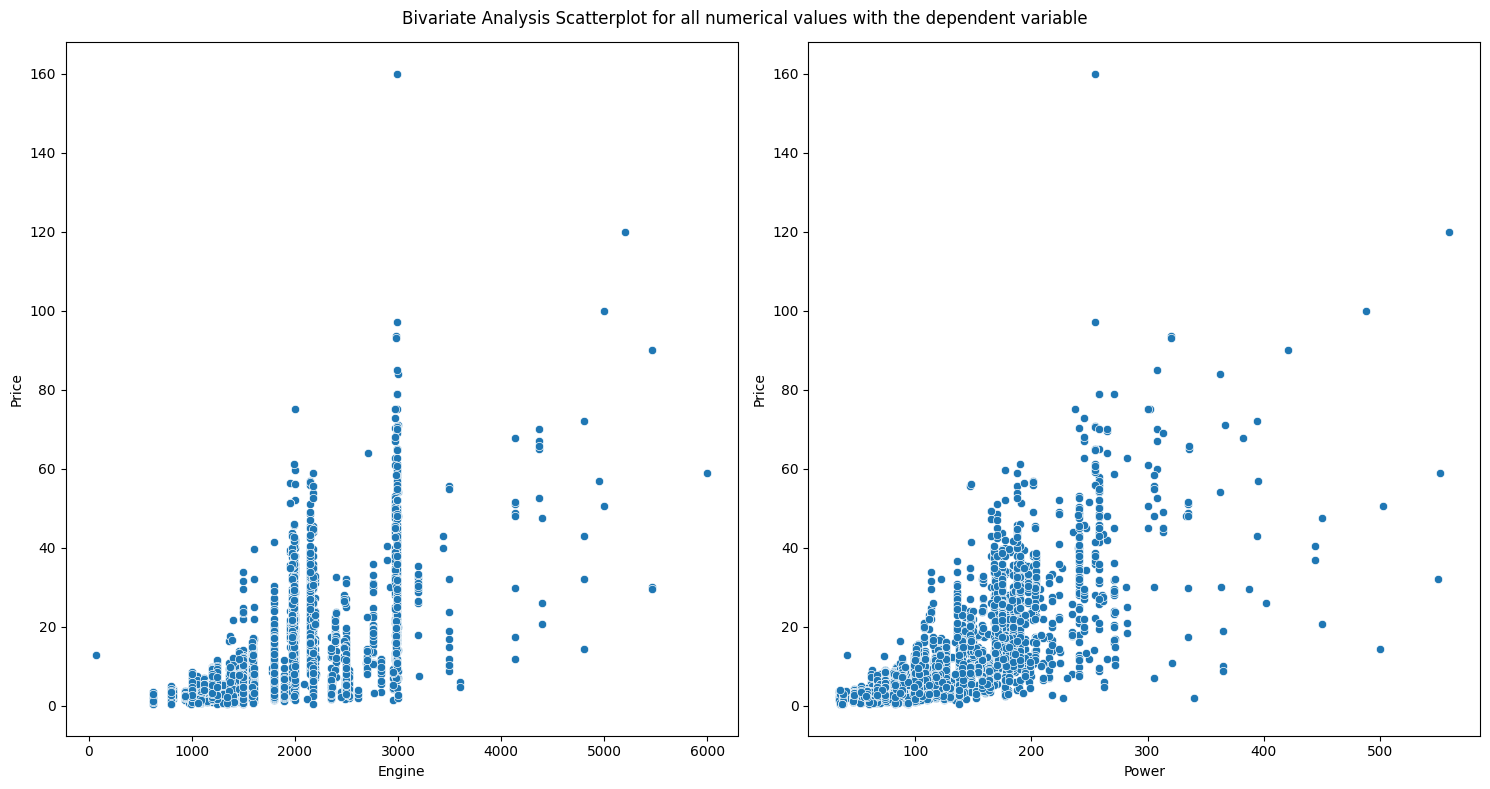 Bivariate Analysis Scatterplot for all numerical values with the dependent variable
160
140
120
100
80
60
40
20
0
Price
0 1000 2000 3000 4000 5000 6000
Engine
160
140
120
100
80
60
40
20
0
Price
100 200 300 400 500
Power